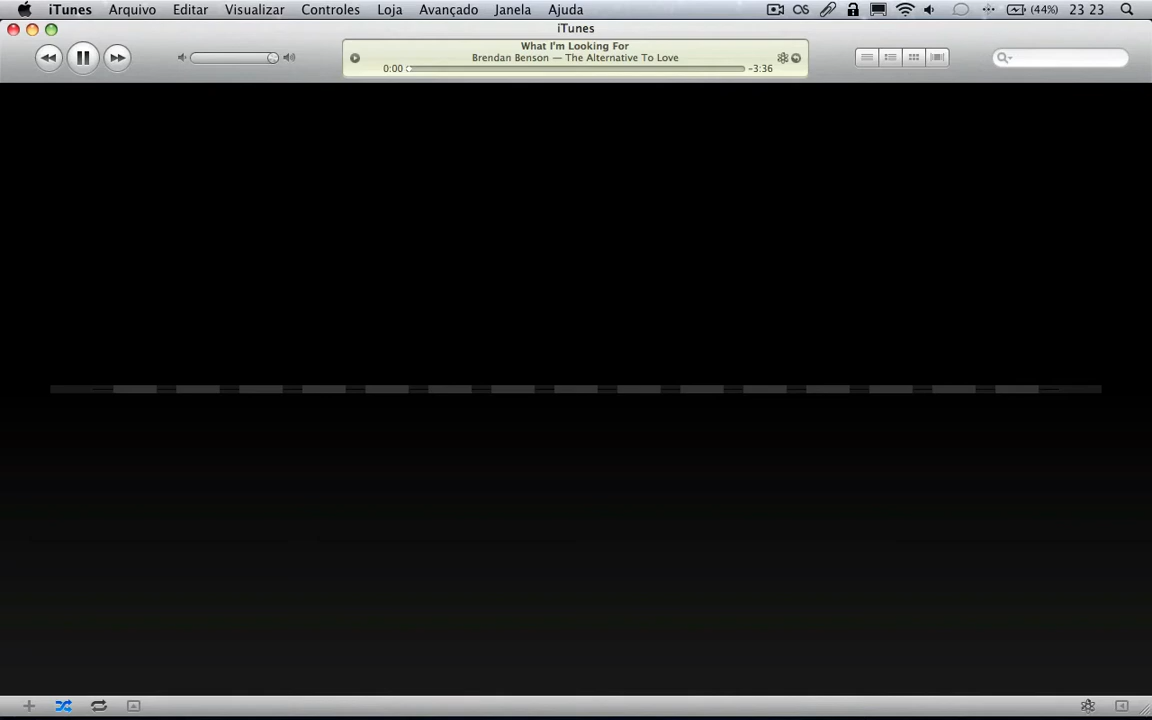 iTunes Arquivo Editar Visualizar Controles Loja Avançado Janela Ajuda OS (44%) 23 23
iTunes
What I'm Looking For
Brendan Benson — The Alternative To Love
0:00 -3:36